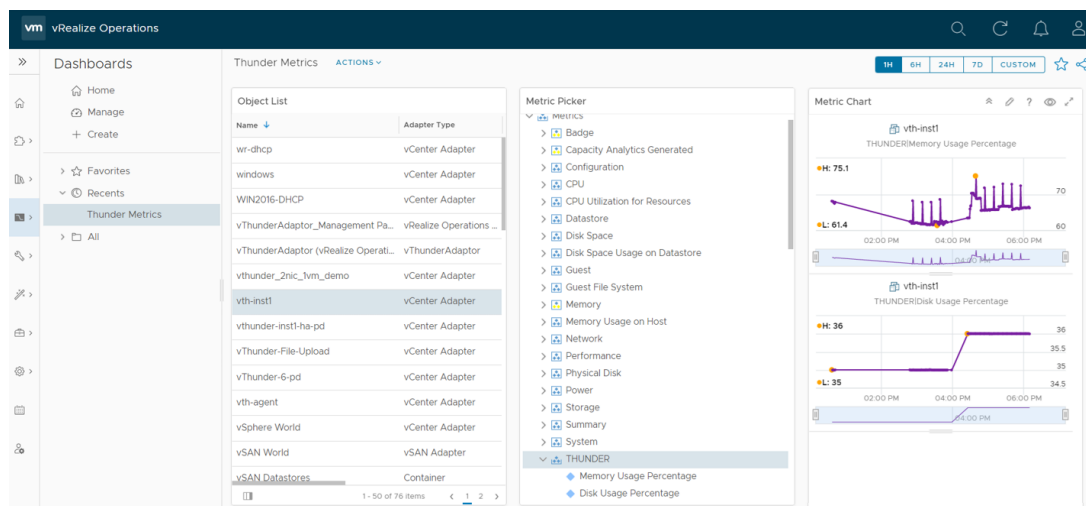 vm vRealize Operations
Dashboards
Home
Manage
Create
Favorites
Recents
Thunder Metrics
All
Thunder Metrics ACTIONS
1H 6H 24H 7D CUSTOM
Object List
Name Adapter Type
wr-dhcp vCenter Adapter
windows vCenter Adapter
WIN2016-DHCP vCenter Adapter
vThunderAdaptor_Management Pa... vRealize Operations ...
vThunderAdaptor (vRealize Operati... vThunderAdaptor
vthunder_2nic_1vm_demo vCenter Adapter
vth-inst1 vCenter Adapter
vthunder-inst1-ha-pd vCenter Adapter
vThunder-File-Upload vCenter Adapter
vThunder-6-pd vCenter Adapter
vth-agent vCenter Adapter
vSphere World vCenter Adapter
vSAN World vSAN Adapter
vSAN Datastores Container
1 - 50 of 76 items 1 2
Metric Picker
Metrics
Badge
Capacity Analytics Generated
Configuration
CPU
CPU Utilization for Resources
Datastore
Disk Space
Disk Space Usage on Datastore
Guest
Guest File System
Memory
Memory Usage on Host
Network
Performance
Physical Disk
Power
Storage
Summary
System
THUNDER
Memory Usage Percentage
Disk Usage Percentage
Metric Chart
vth-inst1
THUNDER|Memory Usage Percentage
H: 75.1
70
L: 61.4
60
02:00 PM 04:00 PM 06:00 PM
04:00 PM
vth-inst1
THUNDER|Disk Usage Percentage
H: 36
36
35.5
35
L: 35
34.5
02:00 PM 04:00 PM 06:00 PM
04:00 PM